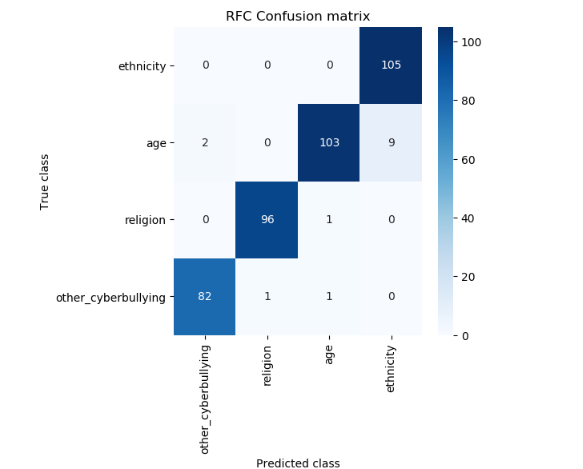 RFC Confusion matrix
ethnicity
0 0 0 105
age
2 0 103 9
religion
0 96 1 0
other_cyberbullying
82 1 1 0
True class
other_cyberbullying
religion
age
ethnicity
Predicted class
100
80
60
40
20
0